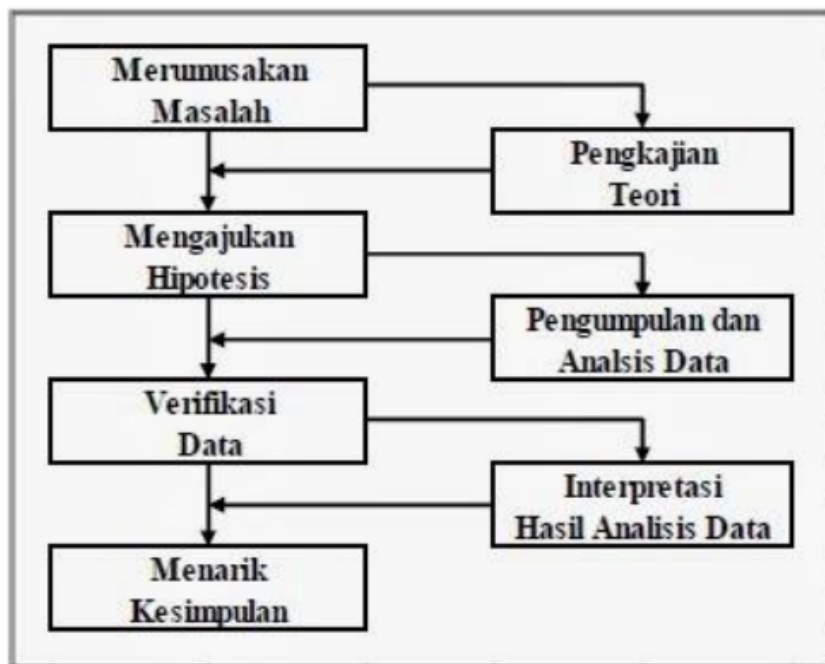 Merumusakan
Masalah
Pengkajian
Teori
Mengajukan
Hipotesis
Pengumpulan dan
Analsis Data
Verifikasi
Data
Interpretasi
Hasil Analisis Data
Menarik
Kesimpulan